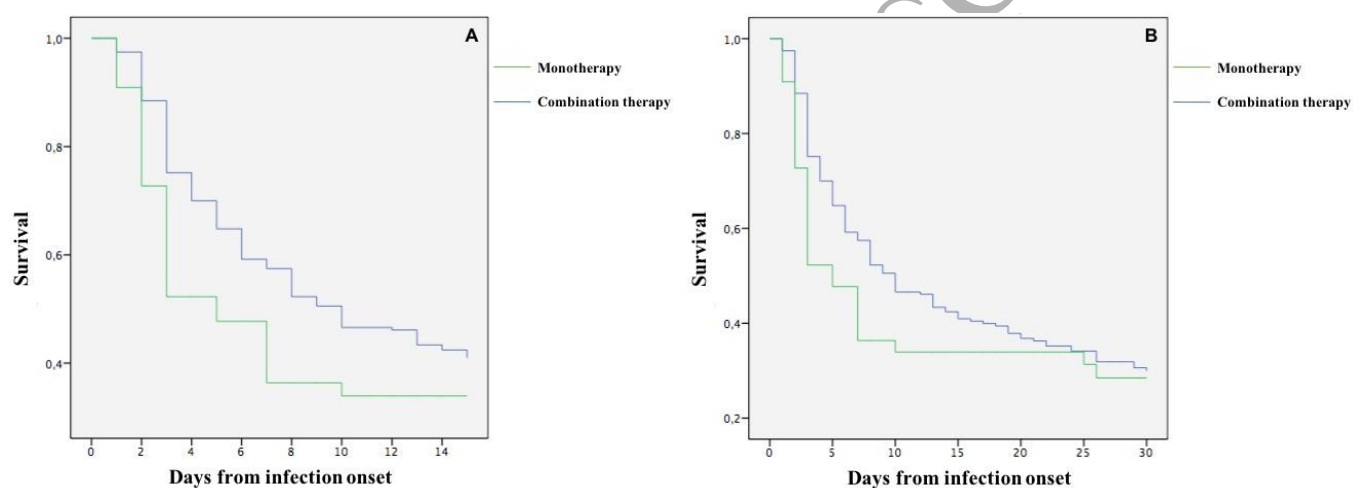 A
1,0
0,8
0,6
0,4
Survival
0 2 4 6 8 10 12 14
Days from infection onset
Monotherapy
Combination therapy
B
1,0
0,8
0,6
0,4
0,2
Survival
0 5 10 15 20 25 30
Days from infection onset
Monotherapy
Combination therapy